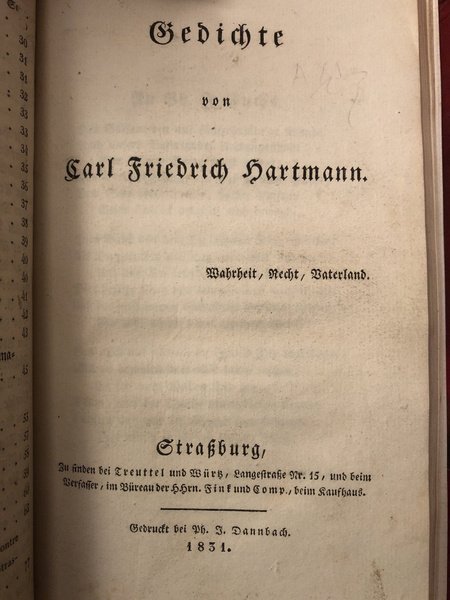 Gedichte
von
Carl Friedrich Hartmann.
Wahrheit, Recht, Vaterland.
Straßburg,
Zu finden bei Treuttel und Würtz, Langestraße Nr. 15, und beim
Verfasser, im Büreau der HHrn. Fink und Comp., beim Kaufhaus.
Gedruckt bei Ph. J. Dannbach.
1831.